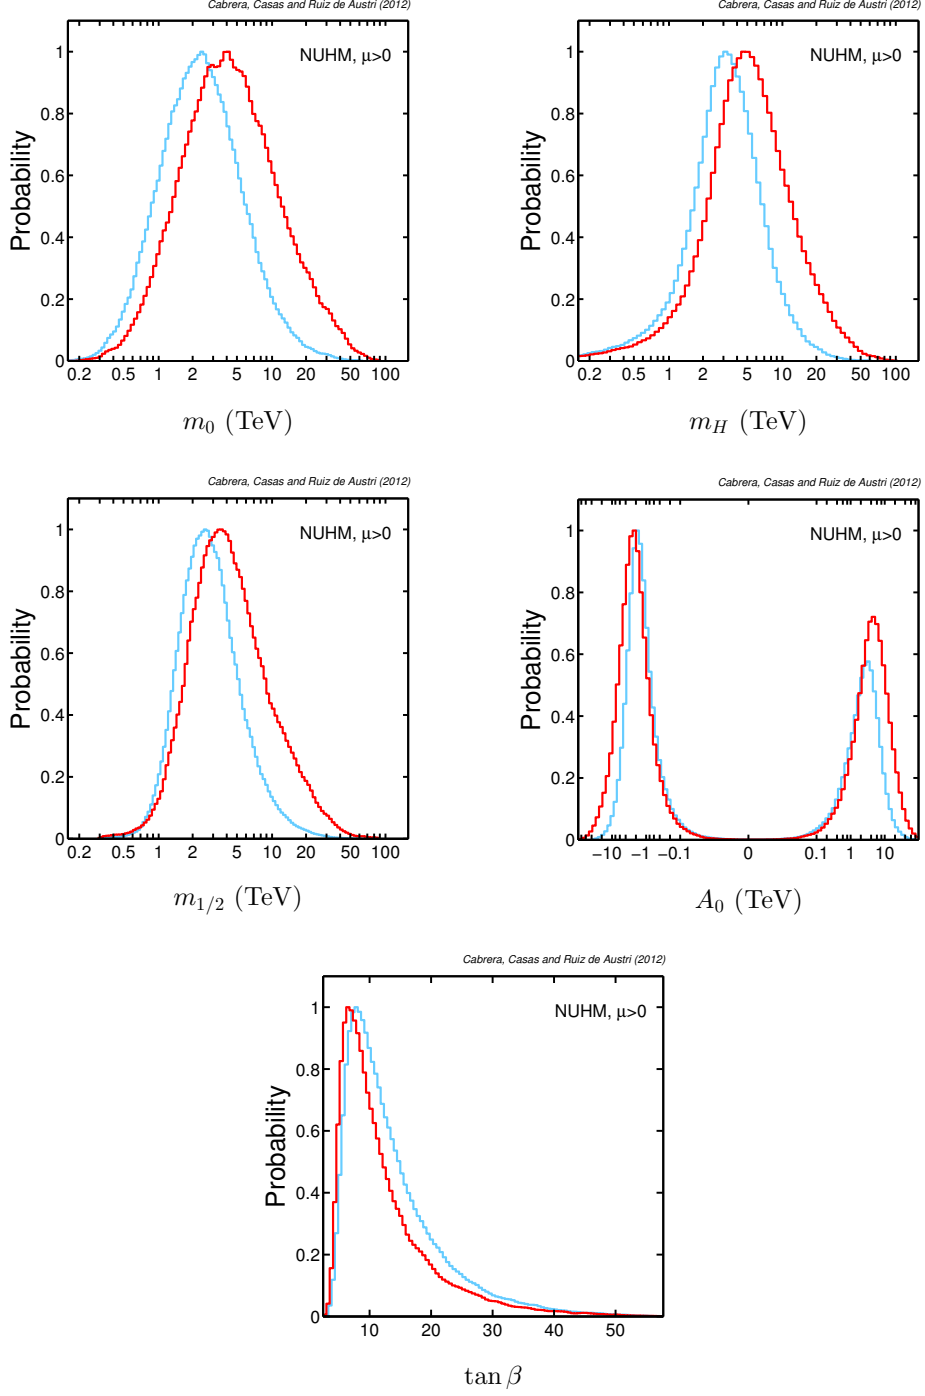 Cabrera, Casas and Ruiz de Austri (2012)
NUHM, μ>0
Probability
1
0.8
0.6
0.4
0.2
0
0.2 0.5 1 2 5 10 20 50 100
m0 (TeV)
Cabrera, Casas and Ruiz de Austri (2012)
NUHM, μ>0
Probability
1
0.8
0.6
0.4
0.2
0
0.2 0.5 1 2 5 10 20 50 100
mH (TeV)
Cabrera, Casas and Ruiz de Austri (2012)
NUHM, μ>0
Probability
1
0.8
0.6
0.4
0.2
0
0.2 0.5 1 2 5 10 20 50 100
m1/2 (TeV)
Cabrera, Casas and Ruiz de Austri (2012)
NUHM, μ>0
Probability
1
0.8
0.6
0.4
0.2
0
−10 −1 −0.1 0 0.1 1 10
A0 (TeV)
Cabrera, Casas and Ruiz de Austri (2012)
NUHM, μ>0
Probability
1
0.8
0.6
0.4
0.2
0
10 20 30 40 50
tan β